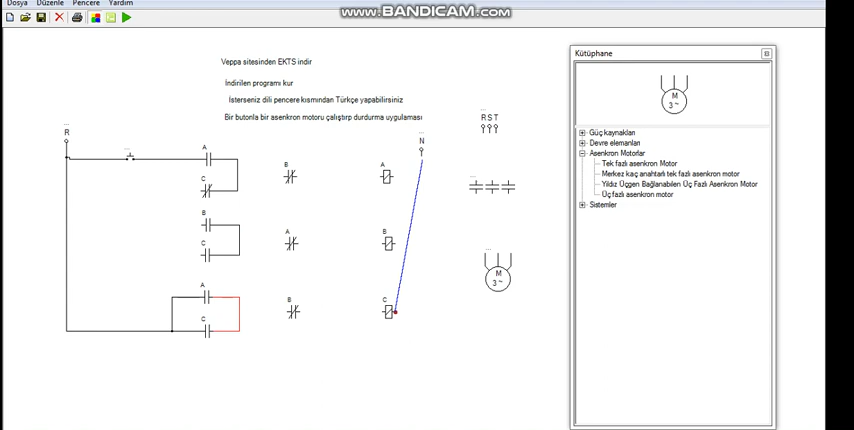 Dosya Düzenle Pencere Yardım
www.BANDICAM.com
Veppa sitesinden EKTS indir
İndirilen programı kur
İsterseniz dili pencere kısmından Türkçe yapabilirsiniz
Bir butonla bir asenkron motoru çalıştırp durdurma uygulaması
...
R
...
A
C
B
A
...
N
...
R S T
B
C
A
B
...
A
C
B
C
...
M
3 ~
Kütüphane
M
3 ~
Güç kaynakları
Devre elemanları
Asenkron Motorlar
Tek fazlı asenkron Motor
Merkez kaç anahtarlı tek fazlı asenkron motor
Yıldız Üçgen Bağlanabilen Üç Fazlı Asenkron Motor
Üç fazlı asenkron motor
Sistemler